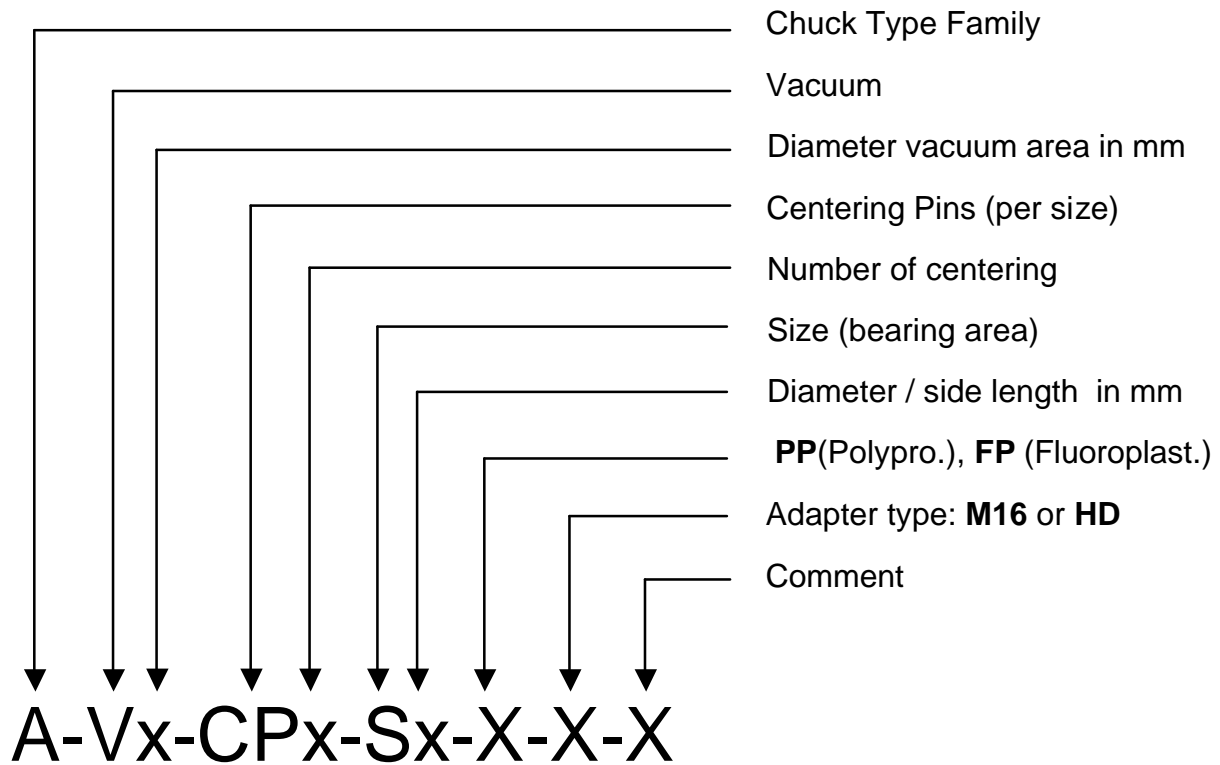 Chuck Type Family
Vacuum
Diameter vacuum area in mm
Centering Pins (per size)
Number of centering
Size (bearing area)
Diameter / side length in mm
PP(Polypro.), FP (Fluoroplast.)
Adapter type: M16 or HD
Comment
A-Vx-CPx-Sx-X-X-X